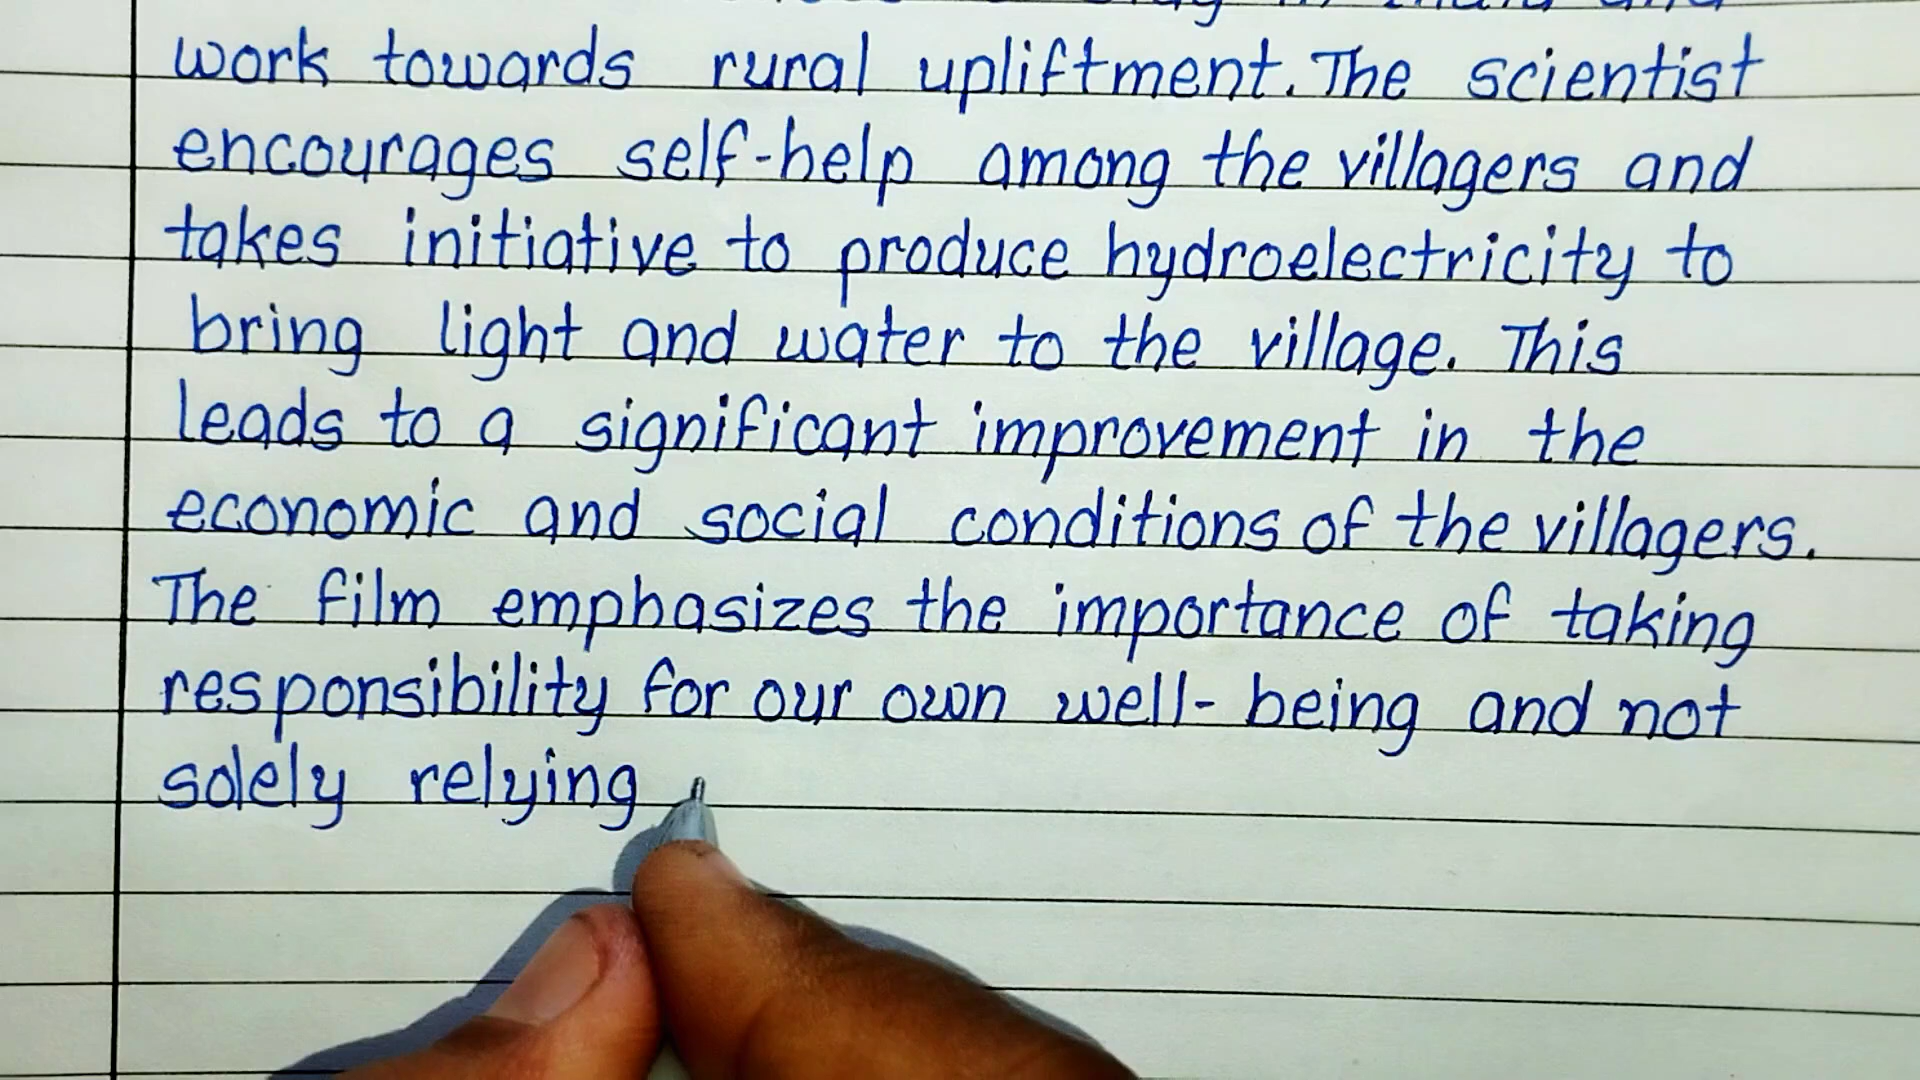 work towards rural upliftment. The scientist
encourages self-help among the villagers and
takes initiative to produce hydroelectricity to
bring light and water to the village. This
leads to a significant improvement in the
economic and social conditions of the villagers.
The film emphasizes the importance of taking
responsibility for our own well-being and not
solely relying